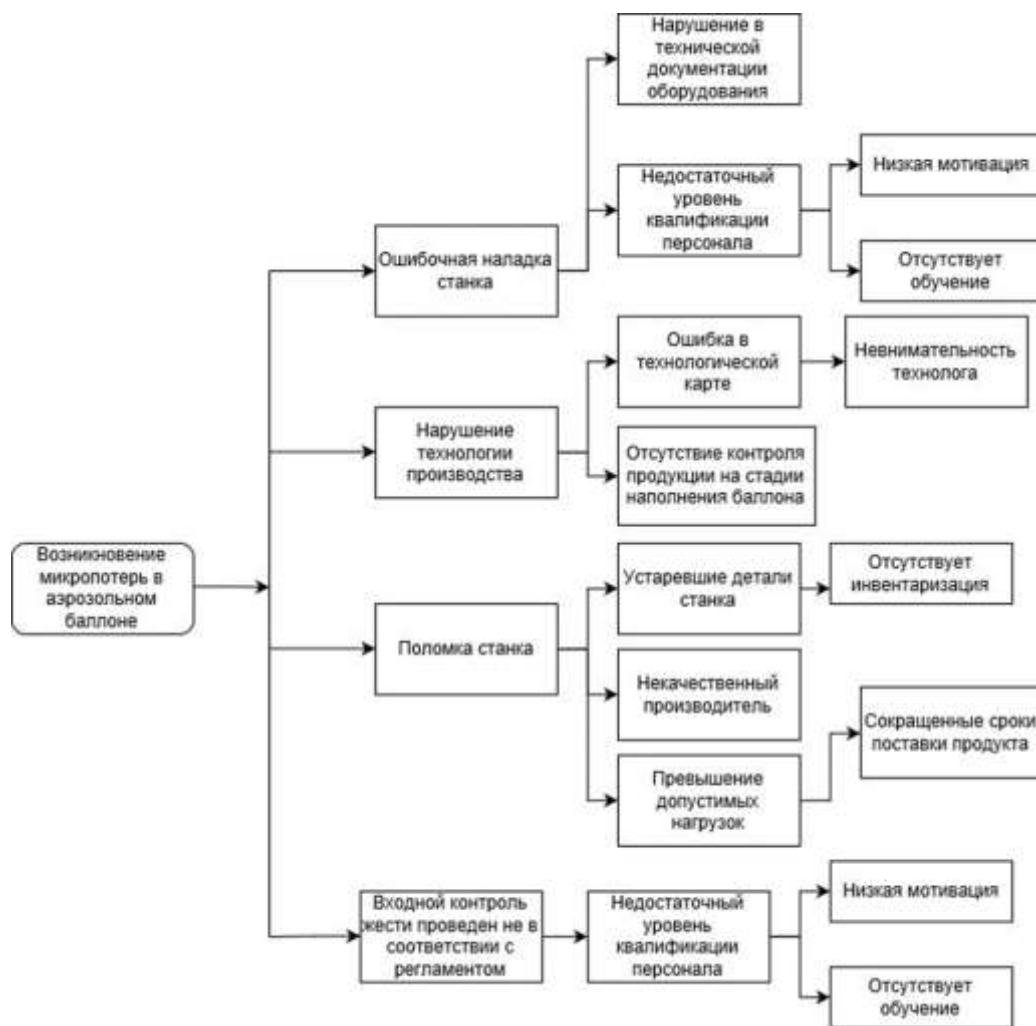 Нарушение в
технической
документации
оборудования
Недостаточный
уровень
квалификации
персонала
Низкая мотивация
Отсутствует
обучение
Ошибочная наладка
станка
Ошибка в
технологической
карте
Невнимательность
технолога
Нарушение
технологии
производства
Отсутствие контроля
продукции на стадии
наполнения баллона
Возникновение
микропотерь в
аэрозольном
баллоне
Устаревшие детали
станка
Отсутствует
инвентаризация
Поломка станка
Некачественный
производитель
Сокращенные сроки
поставки продукта
Превышение
допустимых
нагрузок
Входной контроль
жести проведен не в
соответствии с
регламентом
Недостаточный
уровень
квалификации
персонала
Низкая мотивация
Отсутствует
обучение